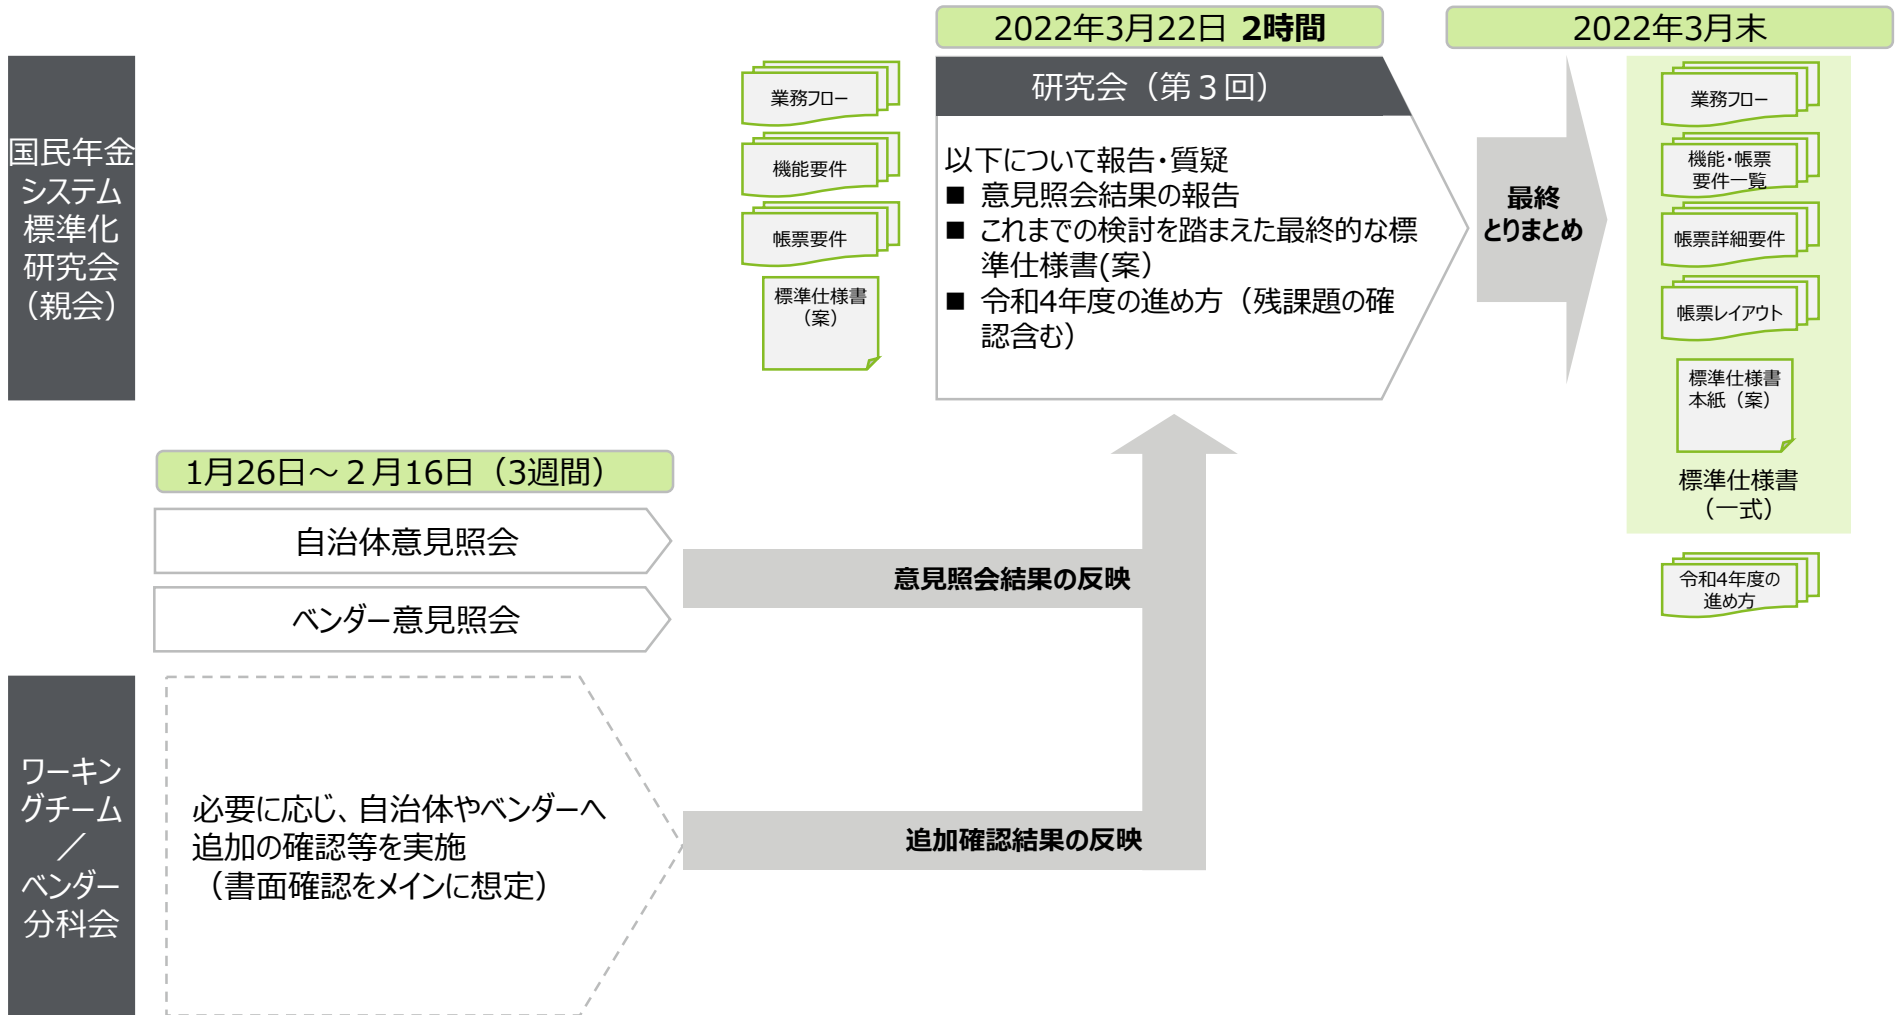 2022年3月22日 2時間
2022年3月末
国民年金
システム
標準化
研究会
（親会）
業務フロー
機能要件
帳票要件
標準仕様書
（案）
研究会（第３回）
以下について報告・質疑
■ 意見照会結果の報告
■ これまでの検討を踏まえた最終的な標
準仕様書(案）
■ 令和4年度の進め方（残課題の確
認含む）
最終
とりまとめ
業務フロー
機能・帳票
要件一覧
帳票詳細要件
帳票レイアウト
標準仕様書
本紙（案）
標準仕様書
（一式）
令和4年度の
進め方
1月26日～２月16日（3週間）
自治体意見照会
ベンダー意見照会
意見照会結果の反映
ワーキン
グチーム
／
ベンダー
分科会
必要に応じ、自治体やベンダーへ
追加の確認等を実施
（書面確認をメインに想定）
追加確認結果の反映